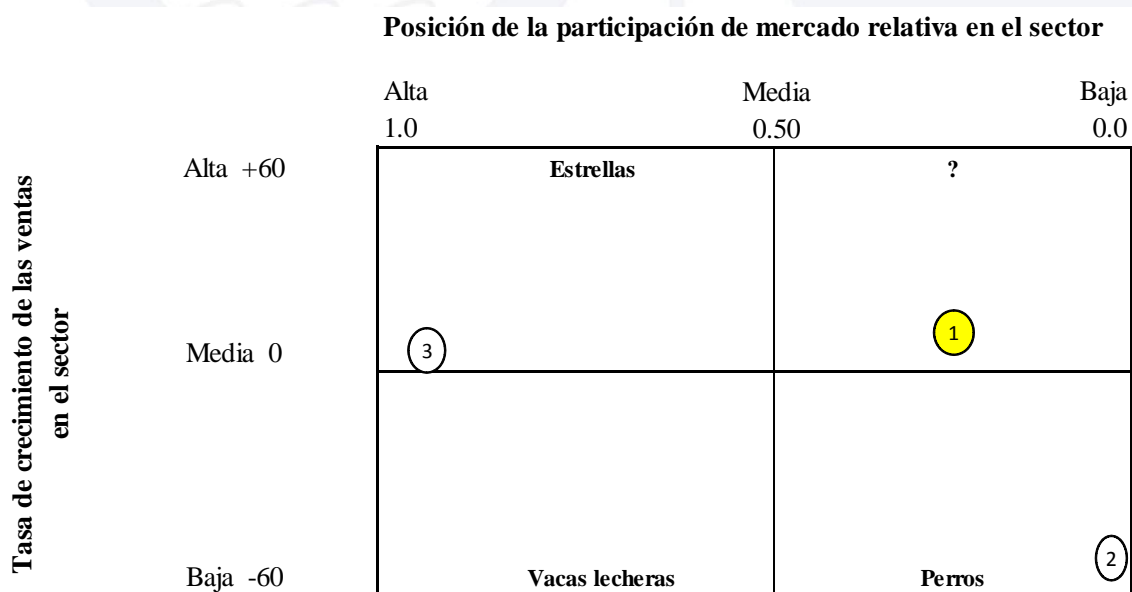 Posición de la participación de mercado relativa en el sector
Alta Media Baja
1.0 0.50 0.0
Tasa de crecimiento de las ventas
en el sector
Alta +60
Estrellas
?
1
Media 0
3
2
Baja -60
Vacas lecheras
Perros